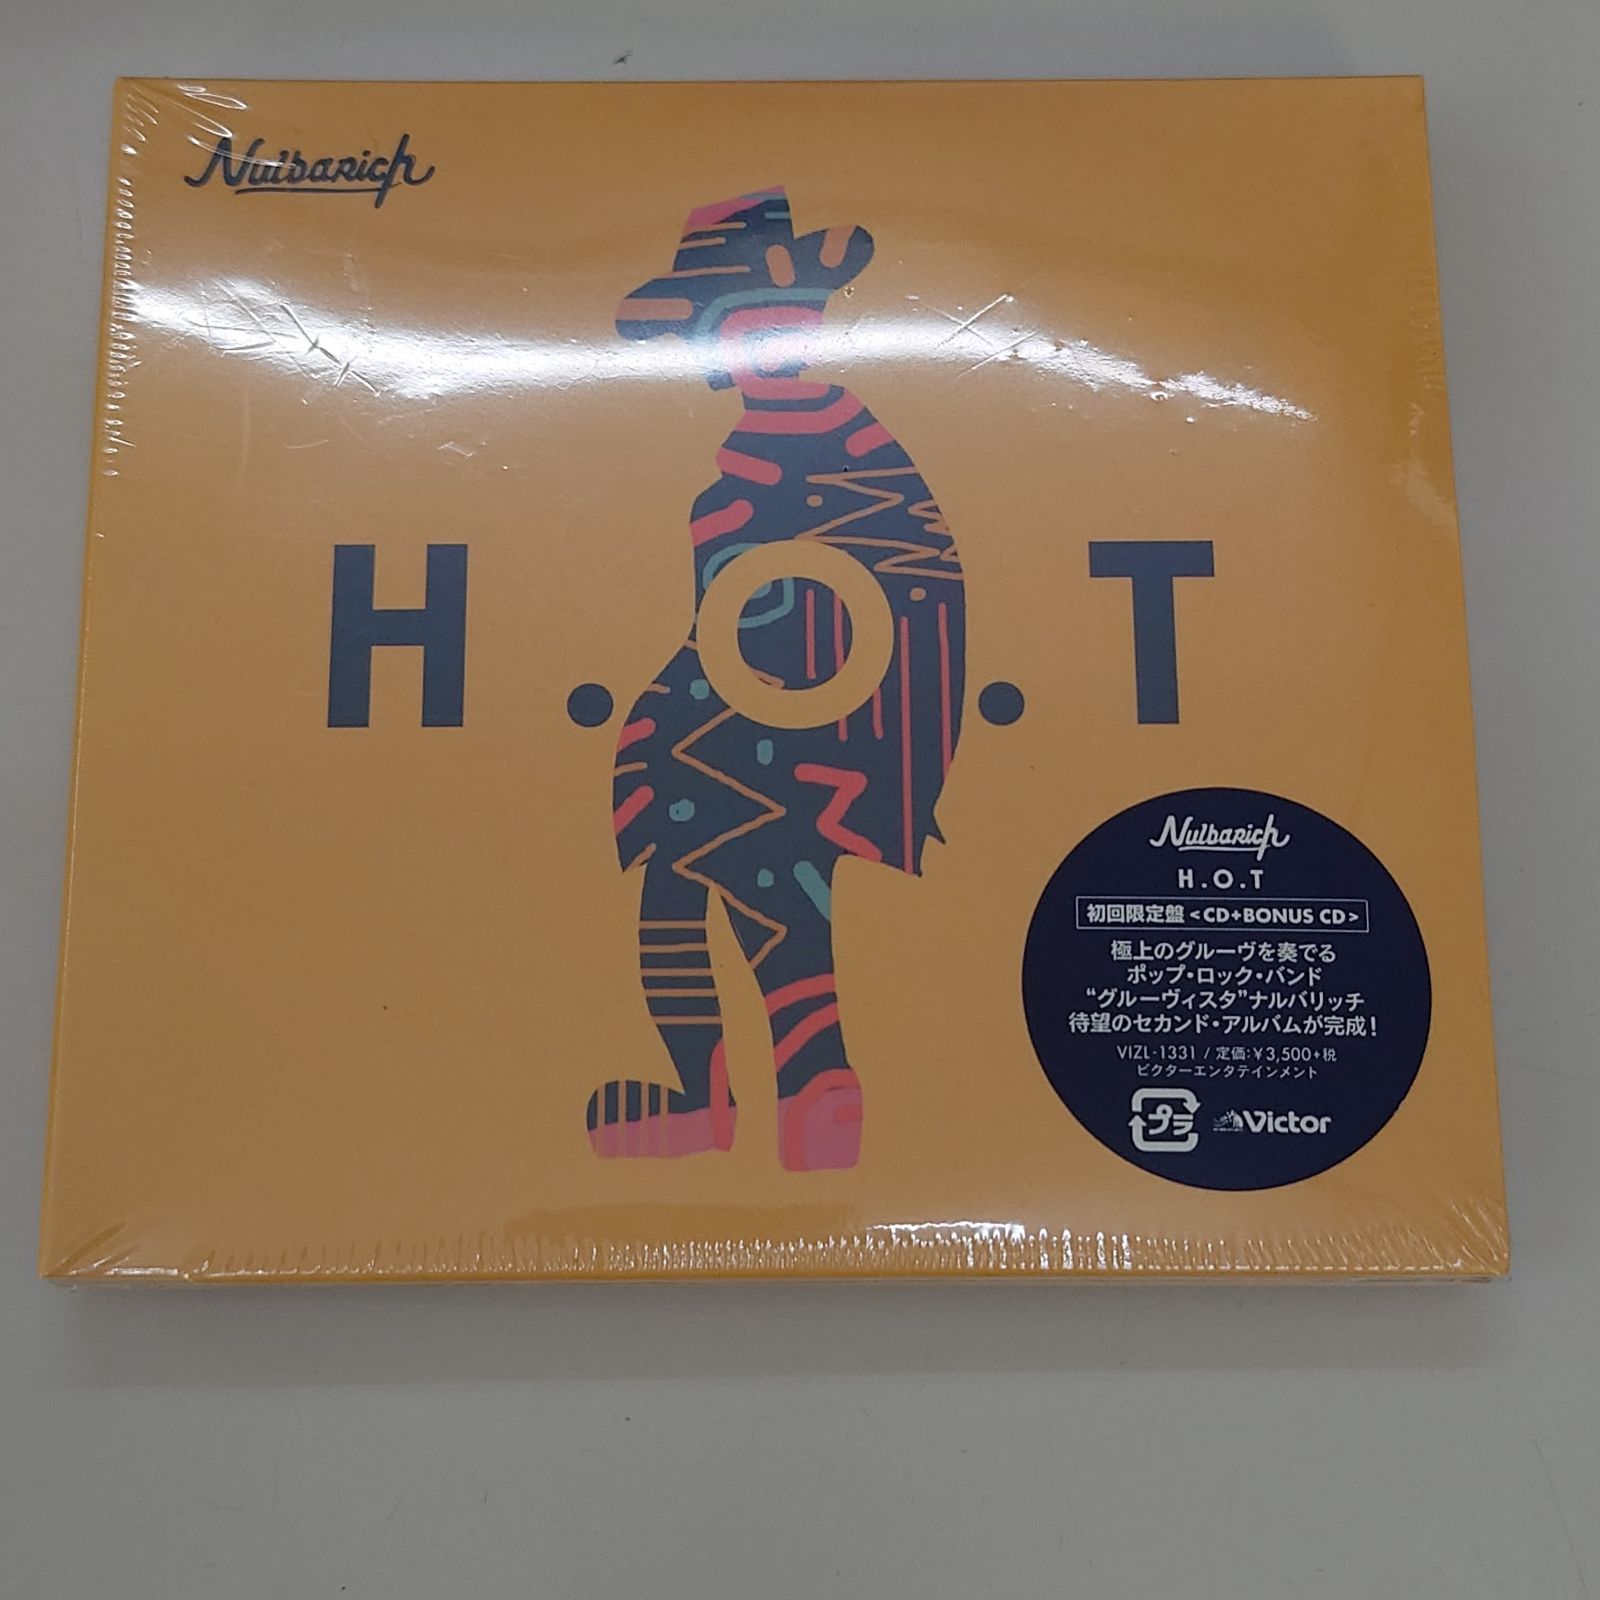 Nulbarich
H.O.T
Nulbarich
H.O.T
初回限定盤<CD+BONUS CD>
極上のグルーヴを奏でる
ポップ・ロック・バンド
“グルーヴィスタ”ナルバリッチ
待望のセカンド・アルバムが完成!
VIZL-1331 / 定価:¥3,500+税
ビクターエンタテインメント
プラ Victor